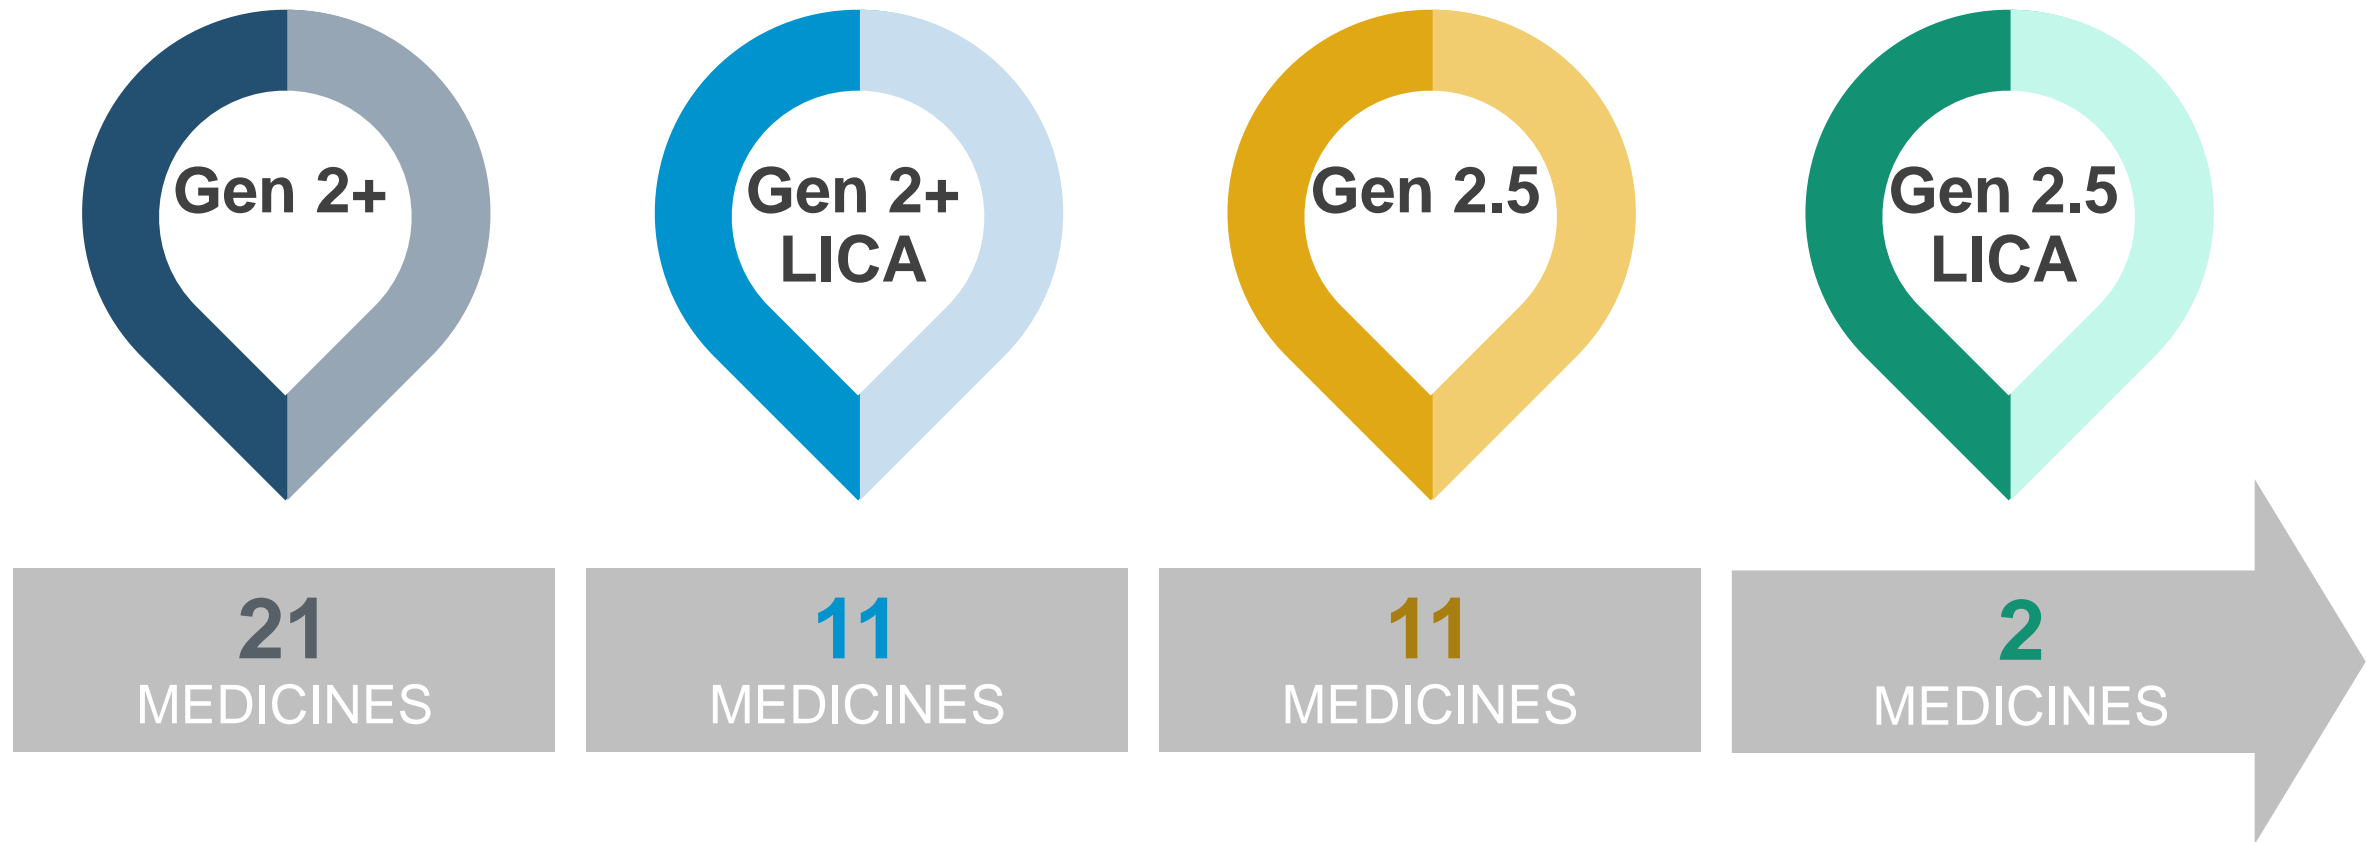 Gen 2+
Gen 2+
LICA
Gen 2.5
Gen 2.5
LICA
21
MEDICINES
11
MEDICINES
11
MEDICINES
2
MEDICINES